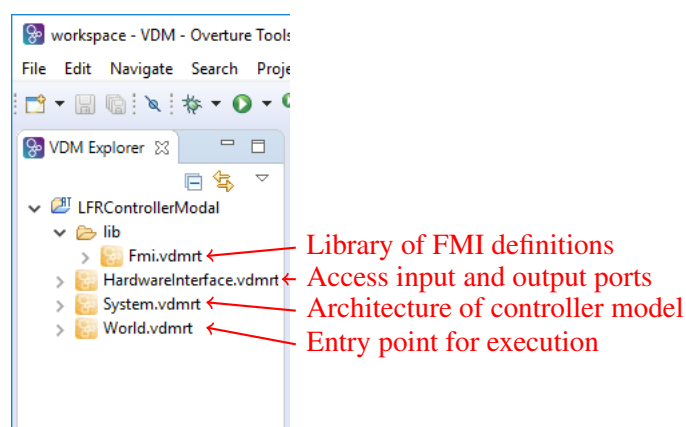 workspace - VDM - Overture Tools
File Edit Navigate Search Proje
VDM Explorer
LFRControllerModal
lib
Fmi.vdmrt Library of FMI definitions
HardwareInterface.vdmrt Access input and output ports
System.vdmrt Architecture of controller model
World.vdmrt Entry point for execution